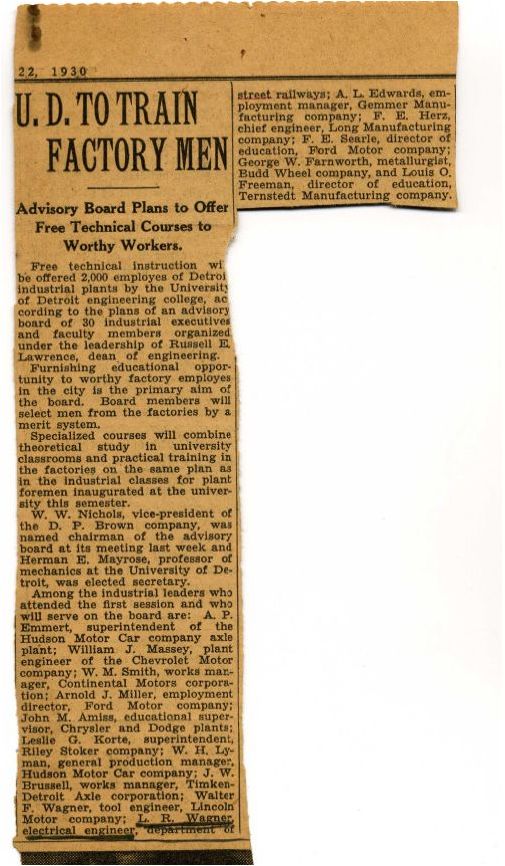 22, 1930
U. D. TO TRAIN
FACTORY MEN
Advisory Board Plans to Offer
Free Technical Courses to
Worthy Workers.
Free technical instruction wi
be offered 2,000 employes of Detroi
industrial plants by the University
of Detroit engineering college, ac
cording to the plans of an advisory
board of 30 industrial executives
and faculty members organized
under the leadership of Russell E.
Lawrence, dean of engineering.
Furnishing educational oppor-
tunity to worthy factory employes
in the city is the primary aim of
the board. Board members will
select men from the factories by a
merit system.
Specialized courses will combine
theoretical study in university
classrooms and practical training in
the factories on the same plan as
in the industrial classes for plant
foremen inaugurated at the univer-
sity this semester.
W. W. Nichols, vice-president of
the D. P. Brown company, was
named chairman of the advisory
board at its meeting last week and
Herman E. Mayrose, professor of
mechanics at the University of De-
troit, was elected secretary.
Among the industrial leaders who
attended the first session and who
will serve on the board are: A. P.
Emmert, superintendent of the
Hudson Motor Car company axle
plant; William J. Massey, plant
engineer of the Chevrolet Motor
company; W. M. Smith, works man-
ager, Continental Motors corpora-
tion; Arnold J. Miller, employment
director, Ford Motor company;
John M. Amiss, educational super-
visor, Chrysler and Dodge plants;
Leslie G. Korte, superintendent,
Riley Stoker company; W. H. Ly-
man, general production manager,
Hudson Motor Car company; J. W.
Brussell, works manager, Timken-
Detroit Axle corporation; Walter
F. Wagner, tool engineer, Lincoln
Motor company; L. R. Wagner,
electrical engineer, department of
street railways; A. L. Edwards, em-
ployment manager, Gemmer Manu-
facturing company; F. E. Herz,
chief engineer, Long Manufacturing
company; F. E. Searle, director of
education, Ford Motor company;
George W. Farnworth, metallurgist,
Budd Wheel company, and Louis O.
Freeman, director of education,
Ternstedt Manufacturing company.